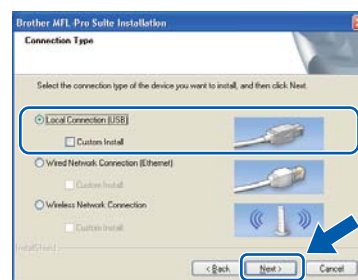 Brother MFL-Pro Suite Installation
Connection Type
Select the connection type of the device you want to install, and then click Next.
Local Connection (USB)
Custom Install
Wired Network Connection (Ethernet)
Custom Install
Wireless Network Connection
Custom Install
InstallShield
< Back
Next >
Cancel